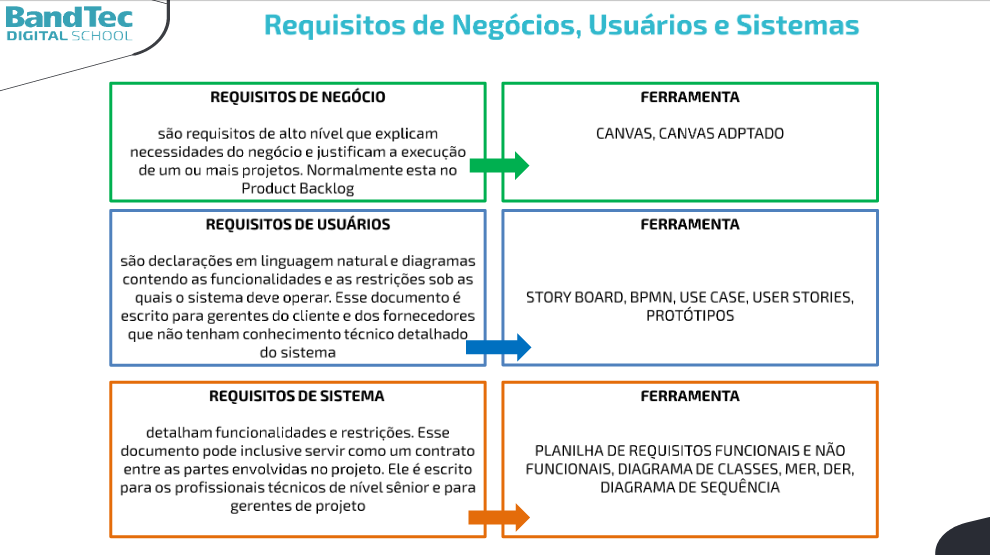 BandTec
DIGITAL SCHOOL
Requisitos de Negócios, Usuários e Sistemas
REQUISITOS DE NEGÓCIO
são requisitos de alto nível que explicam
necessidades do negócio e justificam a execução
de um ou mais projetos. Normalmente esta no
Product Backlog
FERRAMENTA
CANVAS, CANVAS ADPTADO
REQUISITOS DE USUÁRIOS
são declarações em linguagem natural e diagramas
contendo as funcionalidades e as restrições sob as
quais o sistema deve operar. Esse documento é
escrito para gerentes do cliente e dos fornecedores
que não tenham conhecimento técnico detalhado
do sistema
FERRAMENTA
STORY BOARD, BPMN, USE CASE, USER STORIES,
PROTÓTIPOS
REQUISITOS DE SISTEMA
detalham funcionalidades e restrições. Esse
documento pode inclusive servir como um contrato
entre as partes envolvidas no projeto. Ele é escrito
para os profissionais técnicos de nível sênior e para
gerentes de projeto
FERRAMENTA
PLANILHA DE REQUISITOS FUNCIONAIS E NÃO
FUNCIONAIS, DIAGRAMA DE CLASSES, MER, DER,
DIAGRAMA DE SEQUÊNCIA